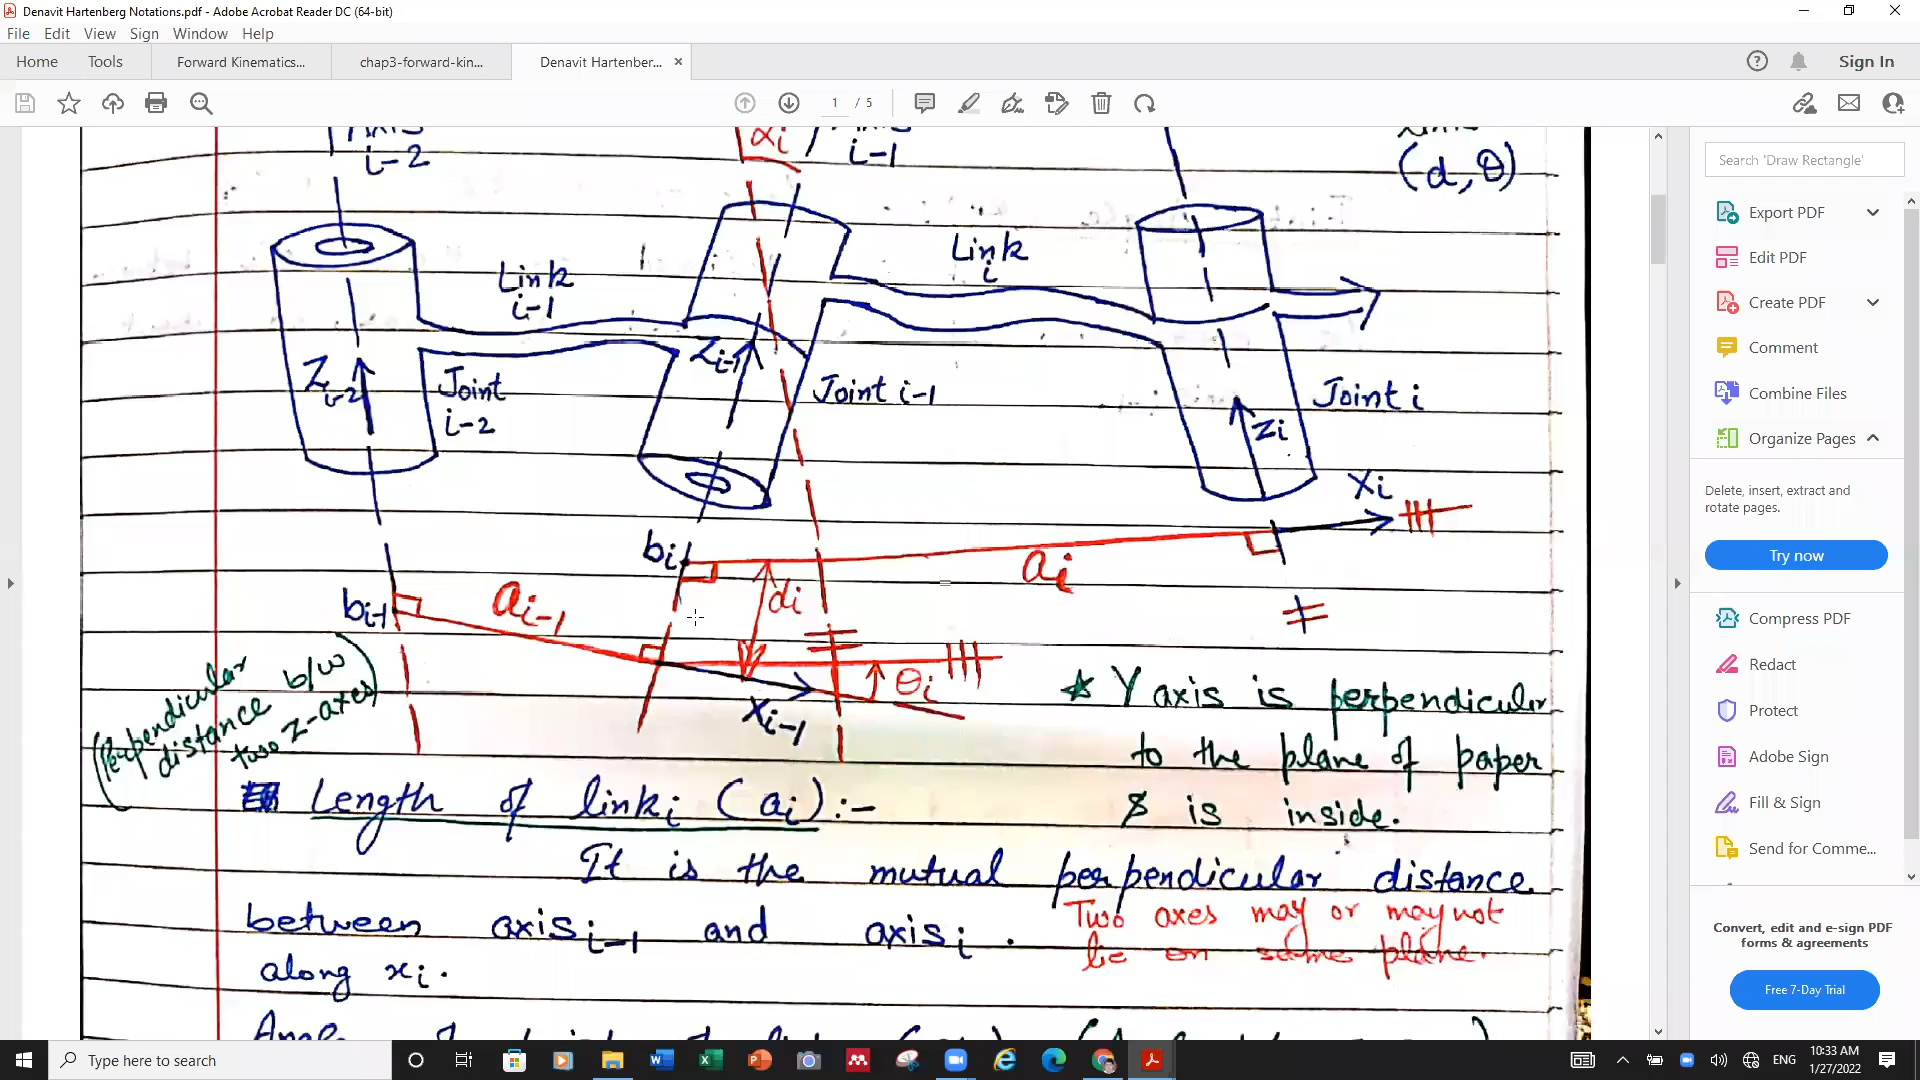 Denavit Hartenberg Notations.pdf - Adobe Acrobat Reader DC (64-bit)
File Edit View Sign Window Help
Home Tools Forward Kinematics... chap3-forward-kin... Denavit Hartenber... ×
Sign In
1 / 5
i-2
αi
i-1
(d, θ)
Link
i-1
Link
i
Zi-2
Joint
i-2
Zi-1
Joint i-1
Zi
Joint i
Xi
bi
ai
di
bi-1
ai-1
θi
Xi-1
(Perpendicular
distance b/w
two Z-axes)
* Y axis is perpendicular
to the plane of paper
& is inside.
Length of linki (ai) :-
It is the mutual perpendicular distance
between axisi-1 and axisi .
along xi.
Two axes may or may not
lie on same plane.
Search 'Draw Rectangle'
Export PDF
Edit PDF
Create PDF
Comment
Combine Files
Organize Pages
Delete, insert, extract and
rotate pages.
Try now
Compress PDF
Redact
Protect
Adobe Sign
Fill & Sign
Send for Comme...
Convert, edit and e-sign PDF
forms & agreements
Free 7-Day Trial
Type here to search
ENG
10:33 AM
1/27/2022